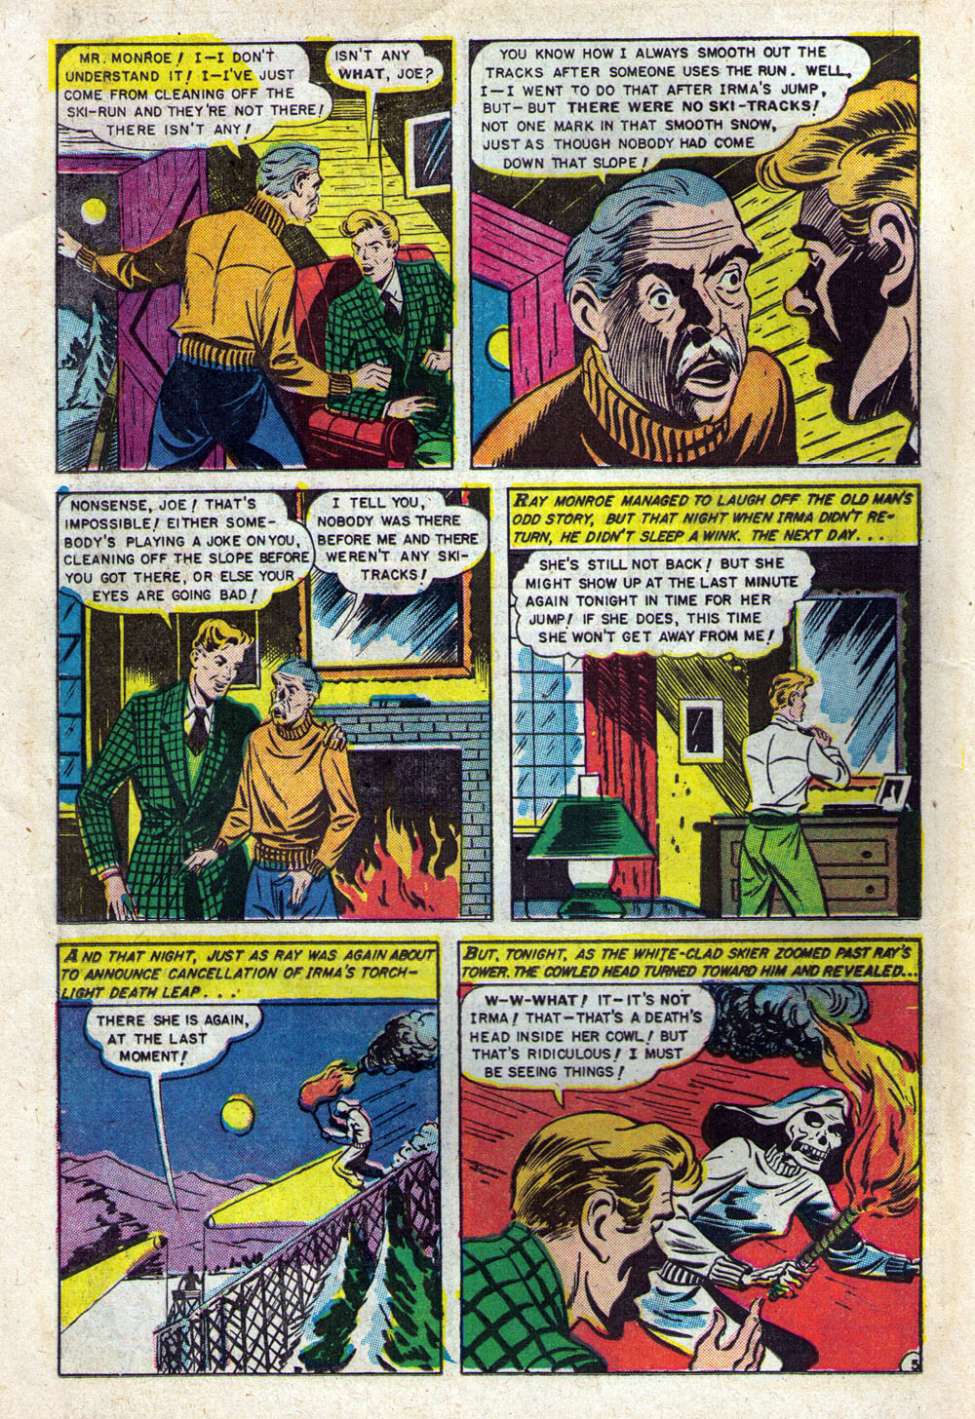 MR. MONROE! I—I DON'T
UNDERSTAND IT! I—I'VE JUST
COME FROM CLEANING OFF THE
SKI-RUN AND THEY'RE NOT THERE!
THERE ISN'T ANY!
ISN'T ANY
WHAT, JOE?
YOU KNOW HOW I ALWAYS SMOOTH OUT THE
TRACKS AFTER SOMEONE USES THE RUN. WELL,
I—I WENT TO DO THAT AFTER IRMA'S JUMP,
BUT—BUT THERE WERE NO SKI-TRACKS!
NOT ONE MARK IN THAT SMOOTH SNOW,
JUST AS THOUGH NOBODY HAD COME
DOWN THAT SLOPE!
NONSENSE, JOE! THAT'S
IMPOSSIBLE! EITHER SOME-
BODY'S PLAYING A JOKE ON YOU,
CLEANING OFF THE SLOPE BEFORE
YOU GOT THERE, OR ELSE YOUR
EYES ARE GOING BAD!
I TELL YOU,
NOBODY WAS THERE
BEFORE ME AND THERE
WEREN'T ANY SKI-
TRACKS!
RAY MONROE MANAGED TO LAUGH OFF THE OLD MAN'S
ODD STORY, BUT THAT NIGHT WHEN IRMA DIDN'T RE-
TURN, HE DIDN'T SLEEP A WINK. THE NEXT DAY...
SHE'S STILL NOT BACK! BUT SHE
MIGHT SHOW UP AT THE LAST MINUTE
AGAIN TONIGHT IN TIME FOR HER
JUMP! IF SHE DOES, THIS TIME
SHE WON'T GET AWAY FROM ME!
AND THAT NIGHT, JUST AS RAY WAS AGAIN ABOUT
TO ANNOUNCE CANCELLATION OF IRMA'S TORCH-
LIGHT DEATH LEAP...
THERE SHE IS AGAIN,
AT THE LAST
MOMENT!
BUT, TONIGHT, AS THE WHITE-CLAD SKIER ZOOMED PAST RAY'S
TOWER. THE COWLED HEAD TURNED TOWARD HIM AND REVEALED...
W-W-WHAT! IT—IT'S NOT
IRMA! THAT—THAT'S A DEATH'S
HEAD INSIDE HER COWL! BUT
THAT'S RIDICULOUS! I MUST
BE SEEING THINGS!